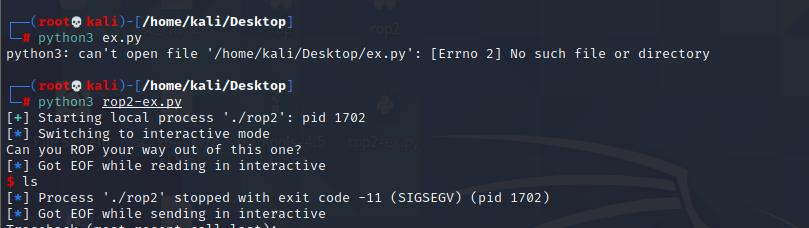 ┌──(root💀kali)-[/home/kali/Desktop]
└─# python3 ex.py
python3: can't open file '/home/kali/Desktop/ex.py': [Errno 2] No such file or directory
┌──(root💀kali)-[/home/kali/Desktop]
└─# python3 rop2-ex.py
[+] Starting local process './rop2': pid 1702
[*] Switching to interactive mode
Can you ROP your way out of this one?
[*] Got EOF while reading in interactive
$ ls
[*] Process './rop2' stopped with exit code -11 (SIGSEGV) (pid 1702)
[*] Got EOF while sending in interactive
Traceback (most recent call last):
rop2
rop2-ex.py